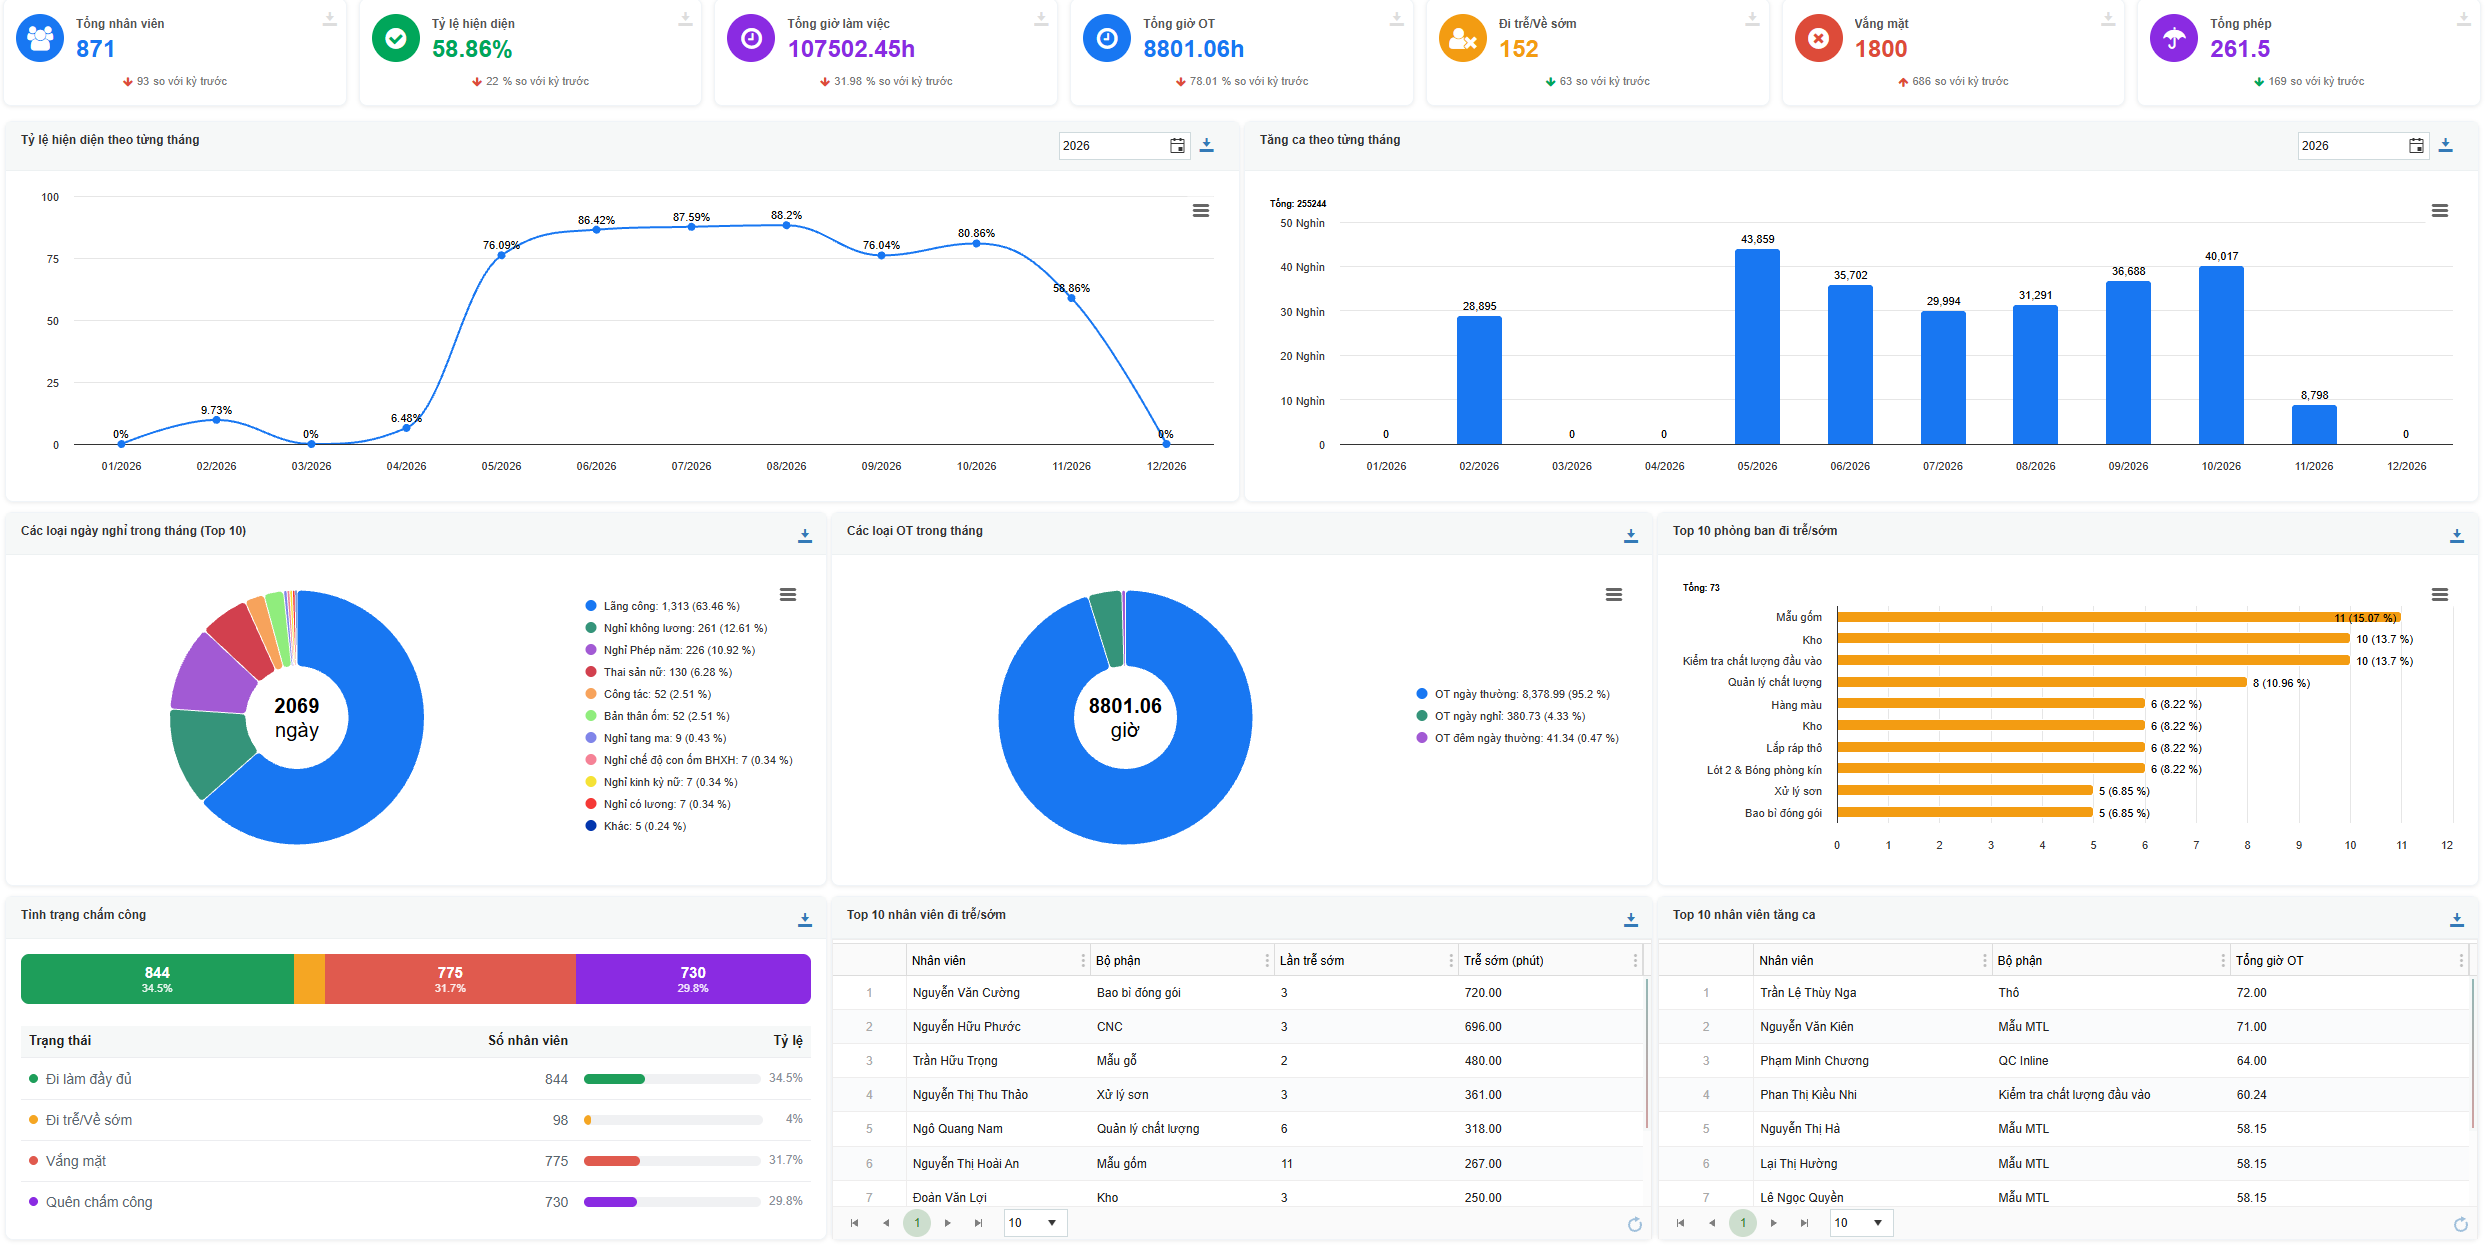 Tổng nhân viên
871
93 so với kỳ trước
Tỷ lệ hiện diện
58.86%
22 % so với kỳ trước
Tổng giờ làm việc
107502.45h
31.98 % so với kỳ trước
Tổng giờ OT
8801.06h
78.01 % so với kỳ trước
Đi trễ/Về sớm
152
63 so với kỳ trước
Vắng mặt
1800
686 so với kỳ trước
Tổng phép
261.5
169 so với kỳ trước
Tỷ lệ hiện diện theo từng tháng
2026
100
75
50
25
0
0%
9.73%
0%
6.48%
76.09%
86.42%
87.59%
88.2%
76.04%
80.86%
58.86%
0%
01/2026 02/2026 03/2026 04/2026 05/2026 06/2026 07/2026 08/2026 09/2026 10/2026 11/2026 12/2026
Tăng ca theo từng tháng
2026
Tổng: 255244
50 Nghìn
40 Nghìn
30 Nghìn
20 Nghìn
10 Nghìn
0
0
28,895
0
0
43,859
35,702
29,994
31,291
36,688
40,017
8,798
0
01/2026 02/2026 03/2026 04/2026 05/2026 06/2026 07/2026 08/2026 09/2026 10/2026 11/2026 12/2026
Các loại ngày nghỉ trong tháng (Top 10)
2069
ngày
Lãng công: 1,313 (63.46 %)
Nghỉ không lương: 261 (12.61 %)
Nghỉ Phép năm: 226 (10.92 %)
Thai sản nữ: 130 (6.28 %)
Công tác: 52 (2.51 %)
Bản thân ốm: 52 (2.51 %)
Nghỉ tang ma: 9 (0.43 %)
Nghỉ chế độ con ốm BHXH: 7 (0.34 %)
Nghỉ kinh kỳ nữ: 7 (0.34 %)
Nghỉ có lương: 7 (0.34 %)
Khác: 5 (0.24 %)
Các loại OT trong tháng
8801.06
giờ
OT ngày thường: 8,378.99 (95.2 %)
OT ngày nghỉ: 380.73 (4.33 %)
OT đêm ngày thường: 41.34 (0.47 %)
Top 10 phòng ban đi trễ/sớm
Tổng: 73
Mẫu gốm 11 (15.07 %)
Kho 10 (13.7 %)
Kiểm tra chất lượng đầu vào 10 (13.7 %)
Quản lý chất lượng 8 (10.96 %)
Hàng màu 6 (8.22 %)
Kho 6 (8.22 %)
Lắp ráp thô 6 (8.22 %)
Lót 2 & Bóng phòng kín 6 (8.22 %)
Xử lý sơn 5 (6.85 %)
Bao bì đóng gói 5 (6.85 %)
0 1 2 3 4 5 6 7 8 9 10 11 12
Tình trạng chấm công
844
34.5%
775
31.7%
730
29.8%
Trạng thái Số nhân viên Tỷ lệ
Đi làm đầy đủ 844 34.5%
Đi trễ/Về sớm 98 4%
Vắng mặt 775 31.7%
Quên chấm công 730 29.8%
Top 10 nhân viên đi trễ/sớm
Nhân viên Bộ phận Lần trễ sớm Trễ sớm (phút)
1 Nguyễn Văn Cường Bao bì đóng gói 3 720.00
2 Nguyễn Hữu Phước CNC 3 696.00
3 Trần Hữu Trọng Mẫu gỗ 2 480.00
4 Nguyễn Thị Thu Thảo Xử lý sơn 3 361.00
5 Ngô Quang Nam Quản lý chất lượng 6 318.00
6 Nguyễn Thị Hoài An Mẫu gốm 11 267.00
7 Đoàn Văn Lợi Kho 3 250.00
1 10
Top 10 nhân viên tăng ca
Nhân viên Bộ phận Tổng giờ OT
1 Trần Lệ Thùy Nga Thô 72.00
2 Nguyễn Văn Kiên Mẫu MTL 71.00
3 Phạm Minh Chương QC Inline 64.00
4 Phan Thị Kiều Nhi Kiểm tra chất lượng đầu vào 60.24
5 Nguyễn Thị Hà Mẫu MTL 58.15
6 Lại Thị Hường Mẫu MTL 58.15
7 Lê Ngọc Quyền Mẫu MTL 58.15
1 10